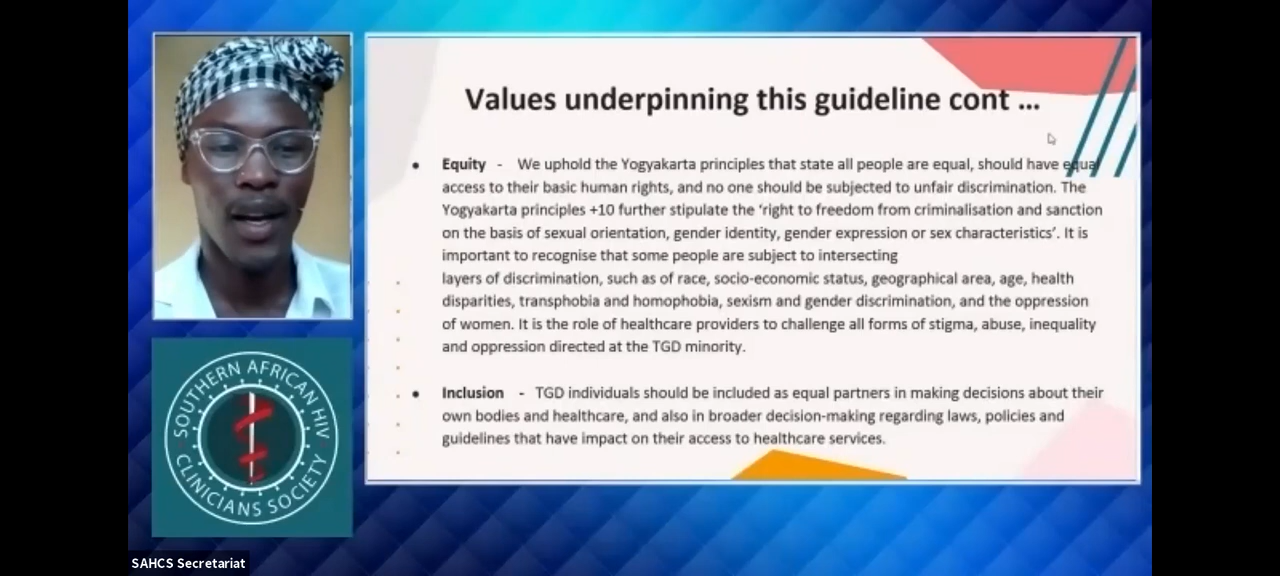 Values underpinning this guideline cont ...
• Equity - We uphold the Yogyakarta principles that state all people are equal, should have equal
access to their basic human rights, and no one should be subjected to unfair discrimination. The
Yogyakarta principles +10 further stipulate the ‘right to freedom from criminalisation and sanction
on the basis of sexual orientation, gender identity, gender expression or sex characteristics’. It is
important to recognise that some people are subject to intersecting
layers of discrimination, such as of race, socio-economic status, geographical area, age, health
disparities, transphobia and homophobia, sexism and gender discrimination, and the oppression
of women. It is the role of healthcare providers to challenge all forms of stigma, abuse, inequality
and oppression directed at the TGD minority.
• Inclusion - TGD individuals should be included as equal partners in making decisions about their
own bodies and healthcare, and also in broader decision-making regarding laws, policies and
guidelines that have impact on their access to healthcare services.
SOUTHERN AFRICAN HIV
CLINICIANS SOCIETY
SAHCS Secretariat